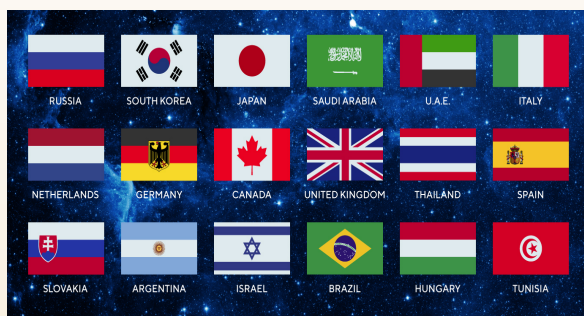 RUSSIA SOUTH KOREA JAPAN SAUDI ARABIA U.A.E. ITALY
NETHERLANDS GERMANY CANADA UNITED KINGDOM THAILAND SPAIN
SLOVAKIA ARGENTINA ISRAEL BRAZIL HUNGARY TUNISIA